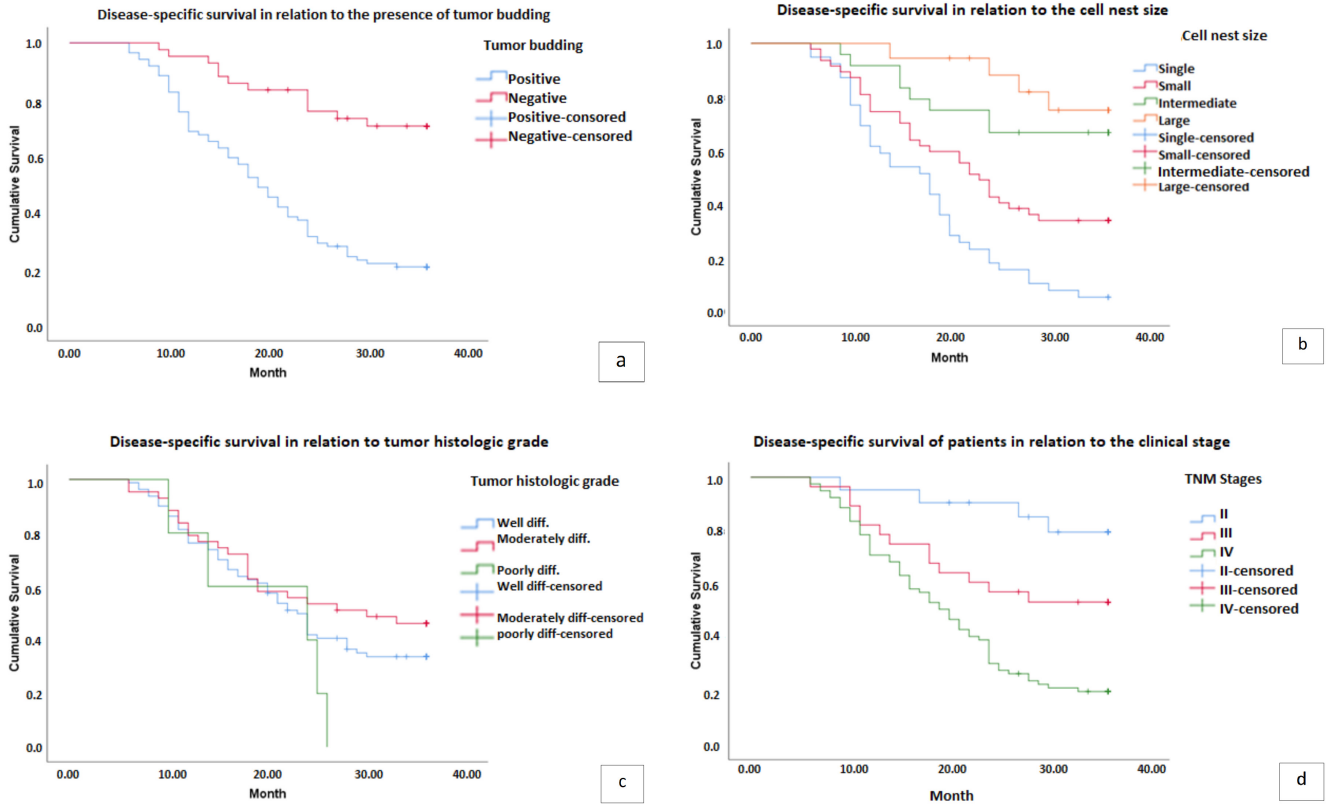 Disease-specific survival in relation to the presence of tumor budding
Tumor budding
Positive
Negative
Positive-consored
Negative-censored
Cumulative Survival
1.0
0.8
0.6
0.4
0.2
0.0
0.00 10.00 20.00 30.00 40.00
Month
a
Disease-specific survival in relation to the cell nest size
Cell nest size
Single
Small
Intermediate
Large
Single-censored
Small-censored
Intermediate-censored
Large-censored
Cumulative Survival
1.0
0.8
0.6
0.4
0.2
0.0
0.00 10.00 20.00 30.00 40.00
Month
b
Disease-specific survival in relation to tumor histologic grade
Tumor histologic grade
Well diff.
Moderately diff.
Poorly diff.
Well diff-censored
Moderately diff-censored
poorly diff-censored
Cumulative Survival
1.0
0.8
0.6
0.4
0.2
0.0
0.00 10.00 20.00 30.00 40.00
Month
c
Disease-specific survival of patients in relation to the clinical stage
TNM Stages
II
III
IV
II-censored
III-censored
IV-censored
Cumulative Survival
1.0
0.8
0.6
0.4
0.2
0.0
0.00 10.00 20.00 30.00 40.00
Month
d